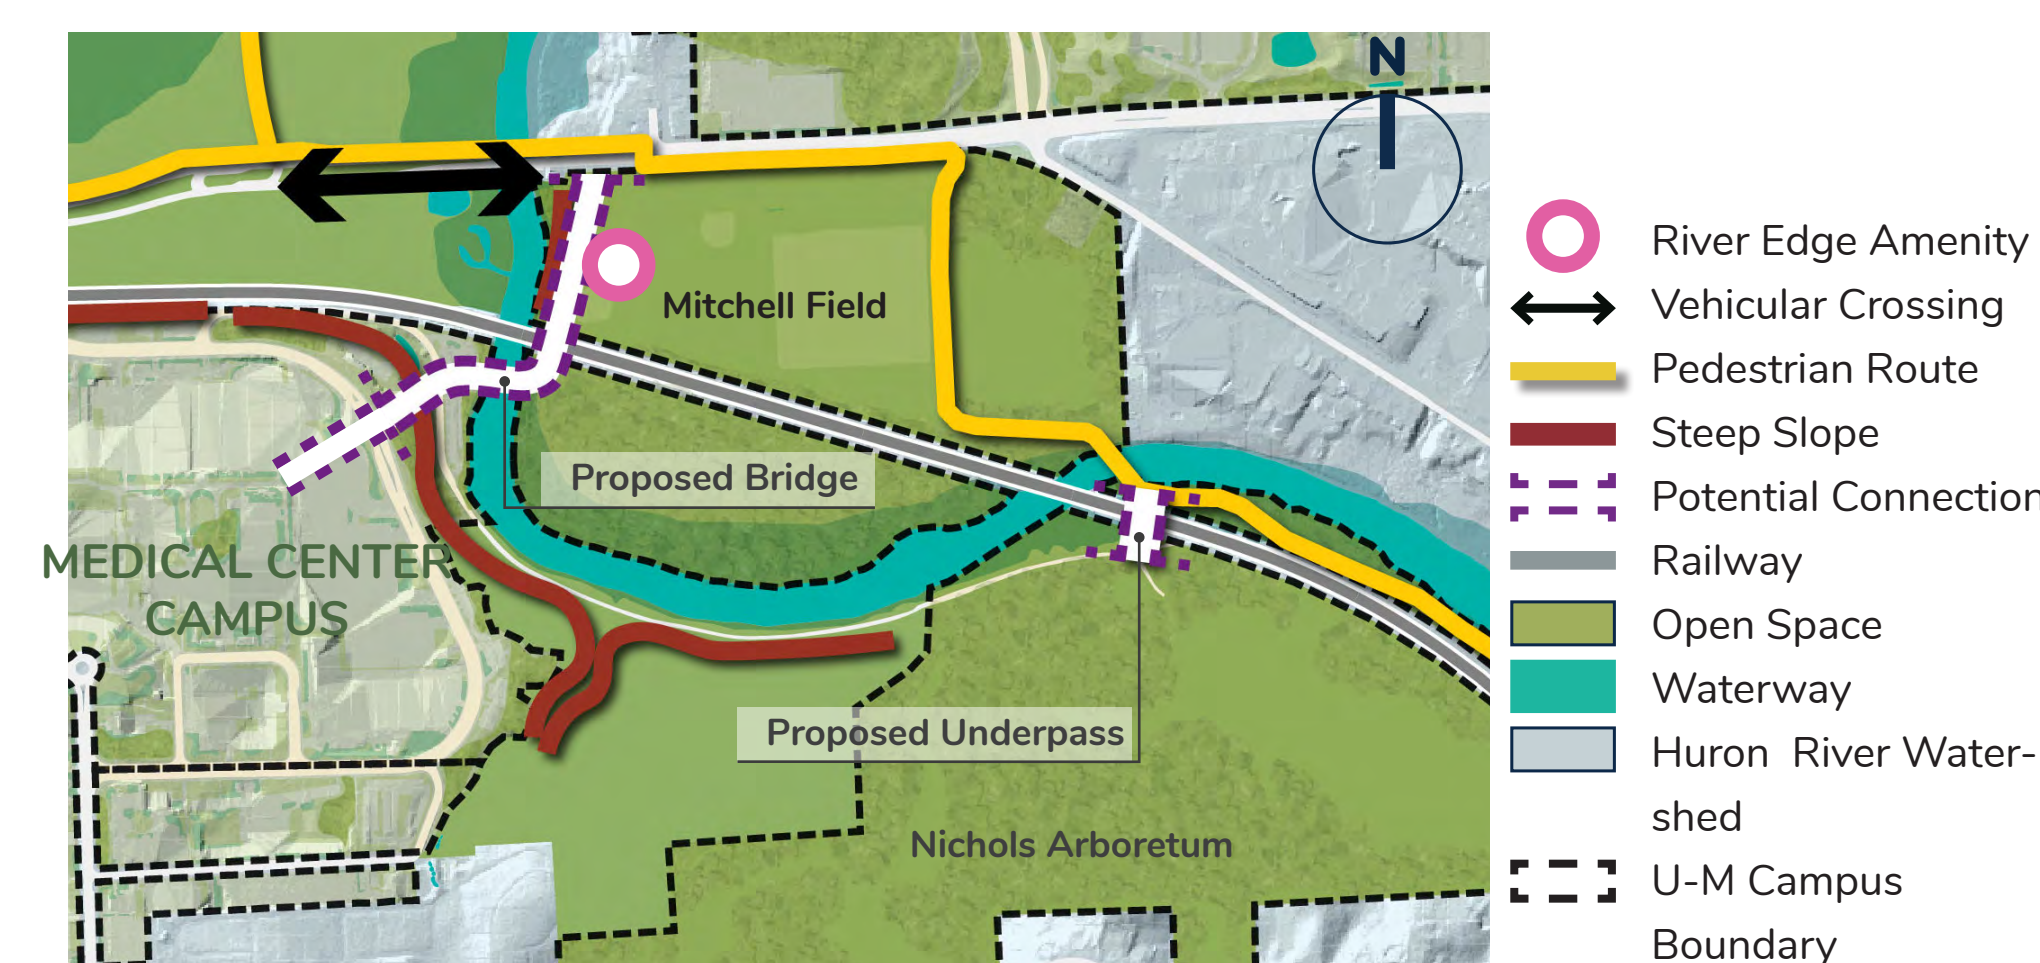 N
Mitchell Field
Proposed Bridge
MEDICAL CENTER
CAMPUS
Proposed Underpass
Nichols Arboretum
River Edge Amenity
Vehicular Crossing
Pedestrian Route
Steep Slope
Potential Connection
Railway
Open Space
Waterway
Huron River Water-
shed
U-M Campus
Boundary